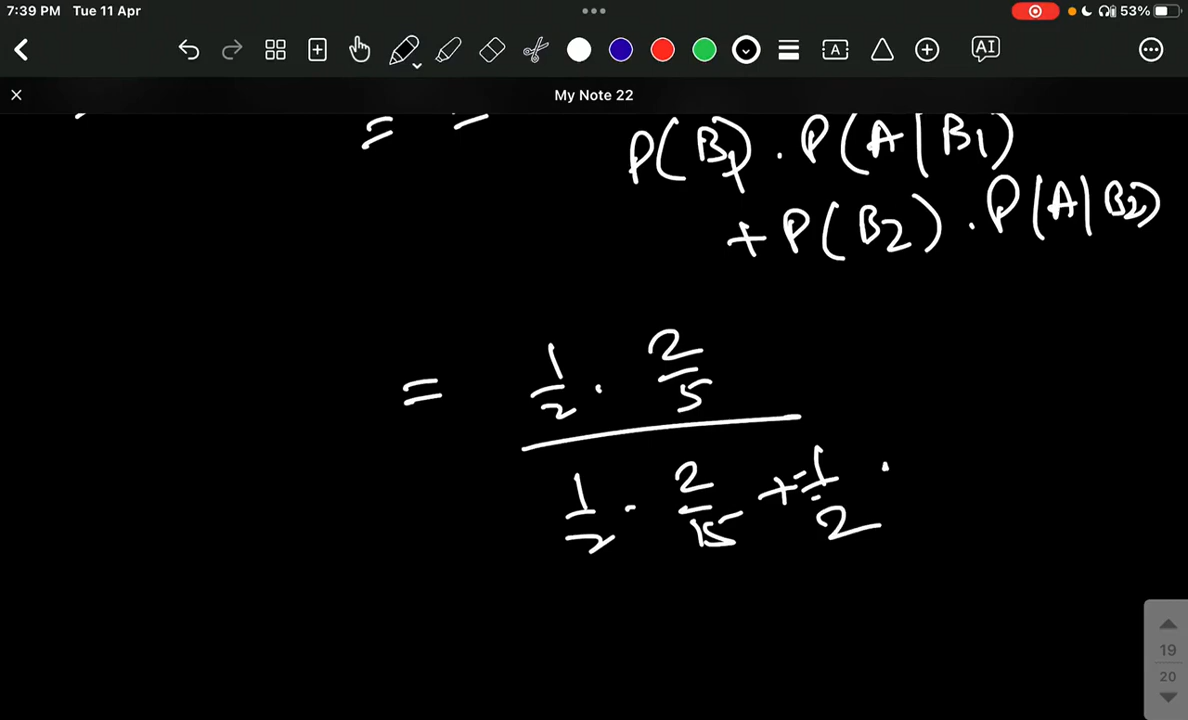 7:39 PM Tue 11 Apr 53%
A AI
My Note 22
= P(B1) . P(A|B1)
+ P(B2) . P(A|B2)
= 1/2 . 2/5
1/2 . 2/15 + 1/2 .
19
20